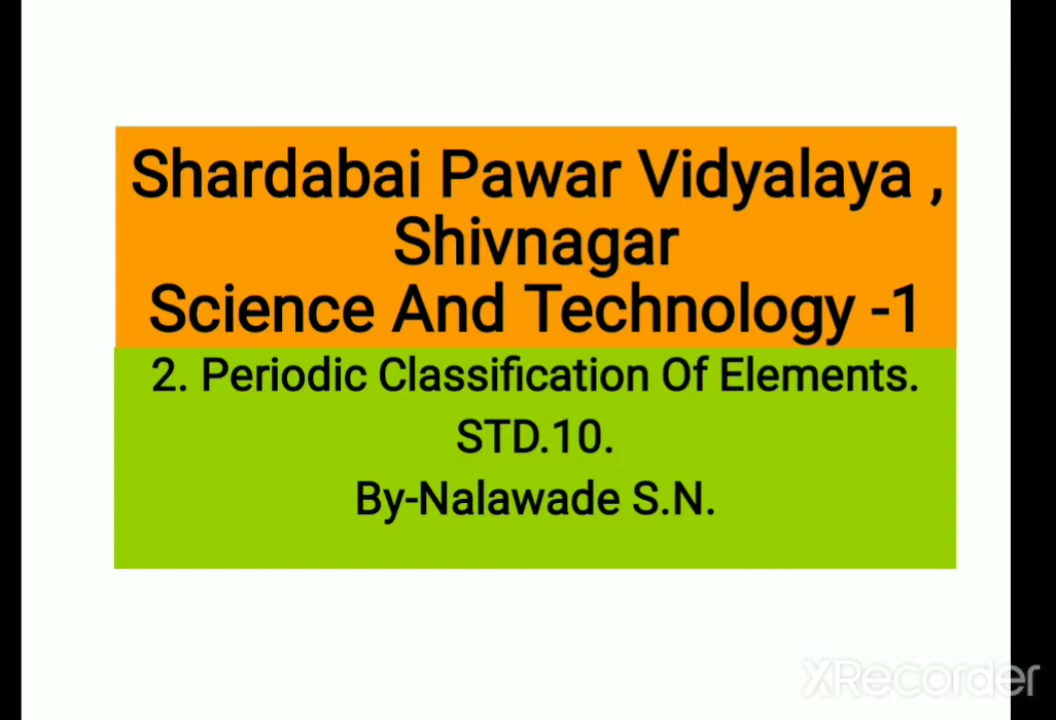 Shardabai Pawar Vidyalaya ,
Shivnagar
Science And Technology -1
2. Periodic Classification Of Elements.
STD.10.
By-Nalawade S.N.
XRecorder